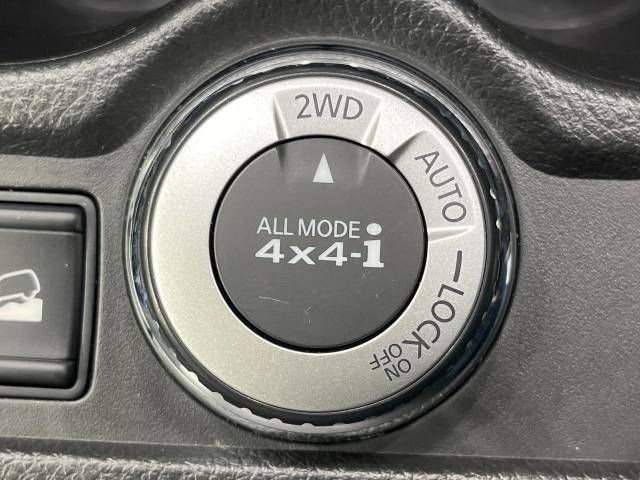 2WD
AUTO
LOCK
ON
OFF
ALL MODE
4x4-i